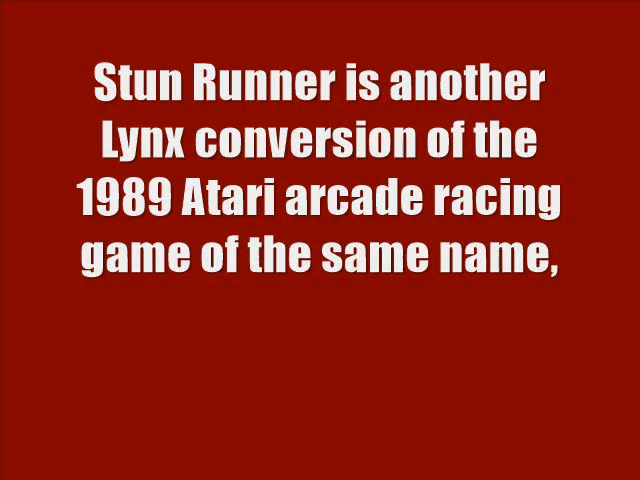 Stun Runner is another
Lynx conversion of the
1989 Atari arcade racing
game of the same name,